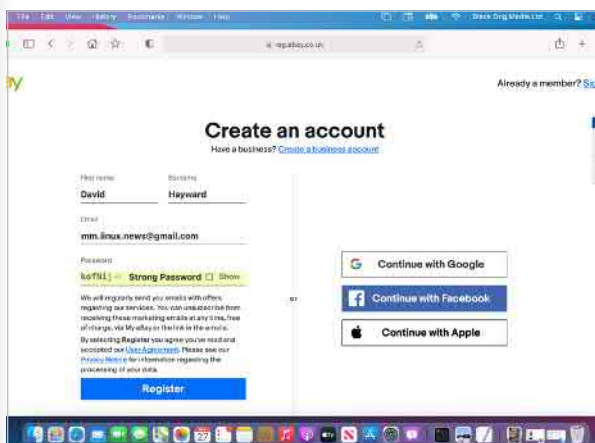 File Edit View History Bookmarks Window Help Black Dog Media Ltd
reg.ebay.co.uk
ay
Already a member?
Create an account
Have a business? Create a business account
First name Surname
David Hayward
Email
mm.linux.news@gmail.com
Password
Strong Password Show
We will regularly send you emails with offers
regarding our services. You can unsubscribe from
receiving these marketing emails at any time, free
of charge, via My eBay or the link in the emails.
By selecting Register you agree you've read and
accepted our User Agreement. Please see our
Privacy Notice for information regarding the
processing of your data.
Register
or
Continue with Google
Continue with Facebook
Continue with Apple
27
tv